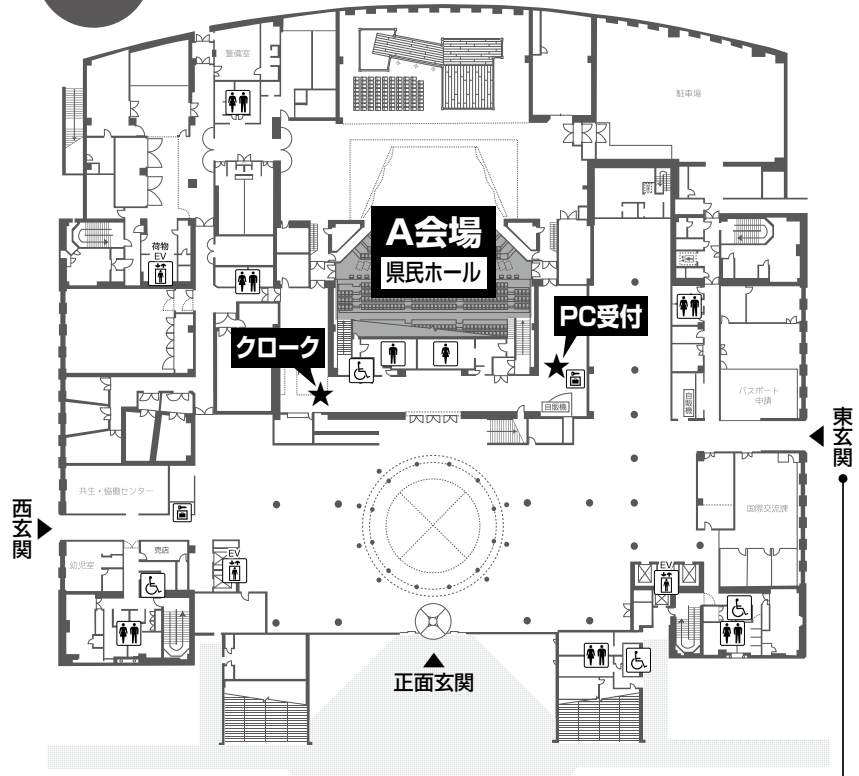 警備室
駐車場
A会場
県民ホール
荷物
EV
PC受付
クローク
自販機
自販機
パスポート
申請
東玄関
共生・協働センター
西玄関
国際交流課
売店
幼児室
EV
EV
正面玄関